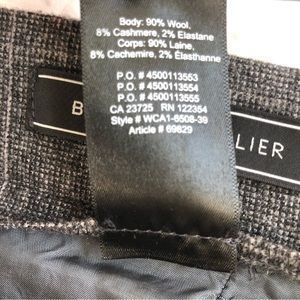 Body: 90% Wool,
8% Cashmere, 2% Elastane
Corps: 90% Laine,
8% Cachemire, 2% Élasthanne
P.O. # 4500113553
P.O. # 4500113554
P.O. # 4500113555
CA 23725 RN 122354
Style # WCA1-6508-39
Article # 69829
B
LIER